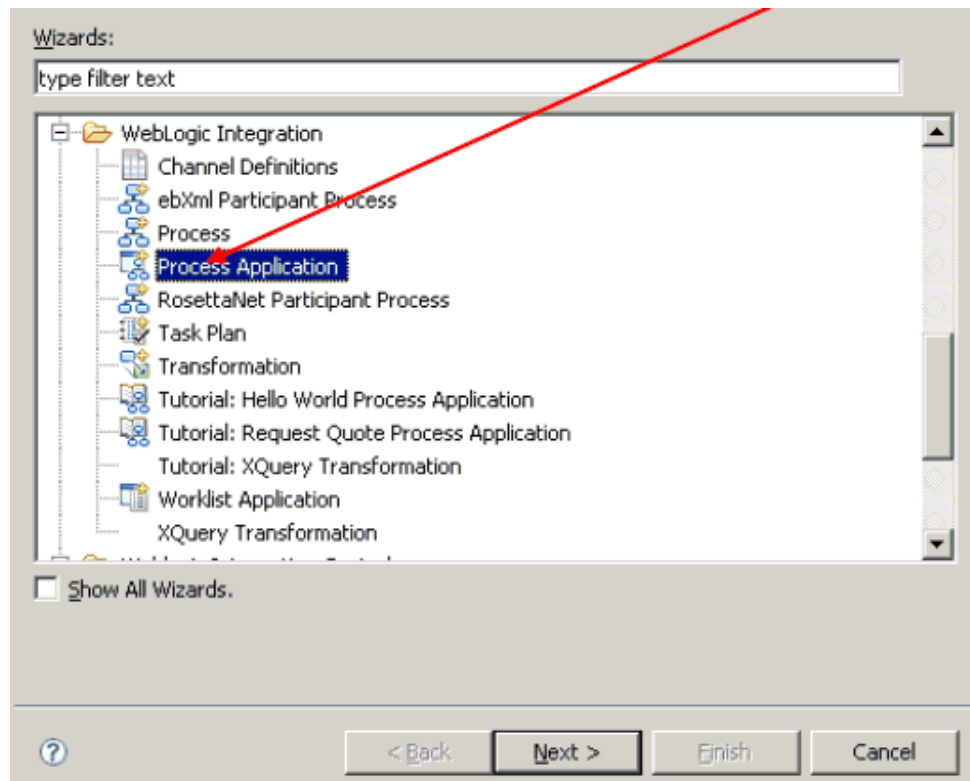 Wizards:
type filter text
WebLogic Integration
Channel Definitions
ebXml Participant Process
Process
Process Application
RosettaNet Participant Process
Task Plan
Transformation
Tutorial: Hello World Process Application
Tutorial: Request Quote Process Application
Tutorial: XQuery Transformation
Worklist Application
XQuery Transformation
Show All Wizards.
< Back Next > Finish Cancel